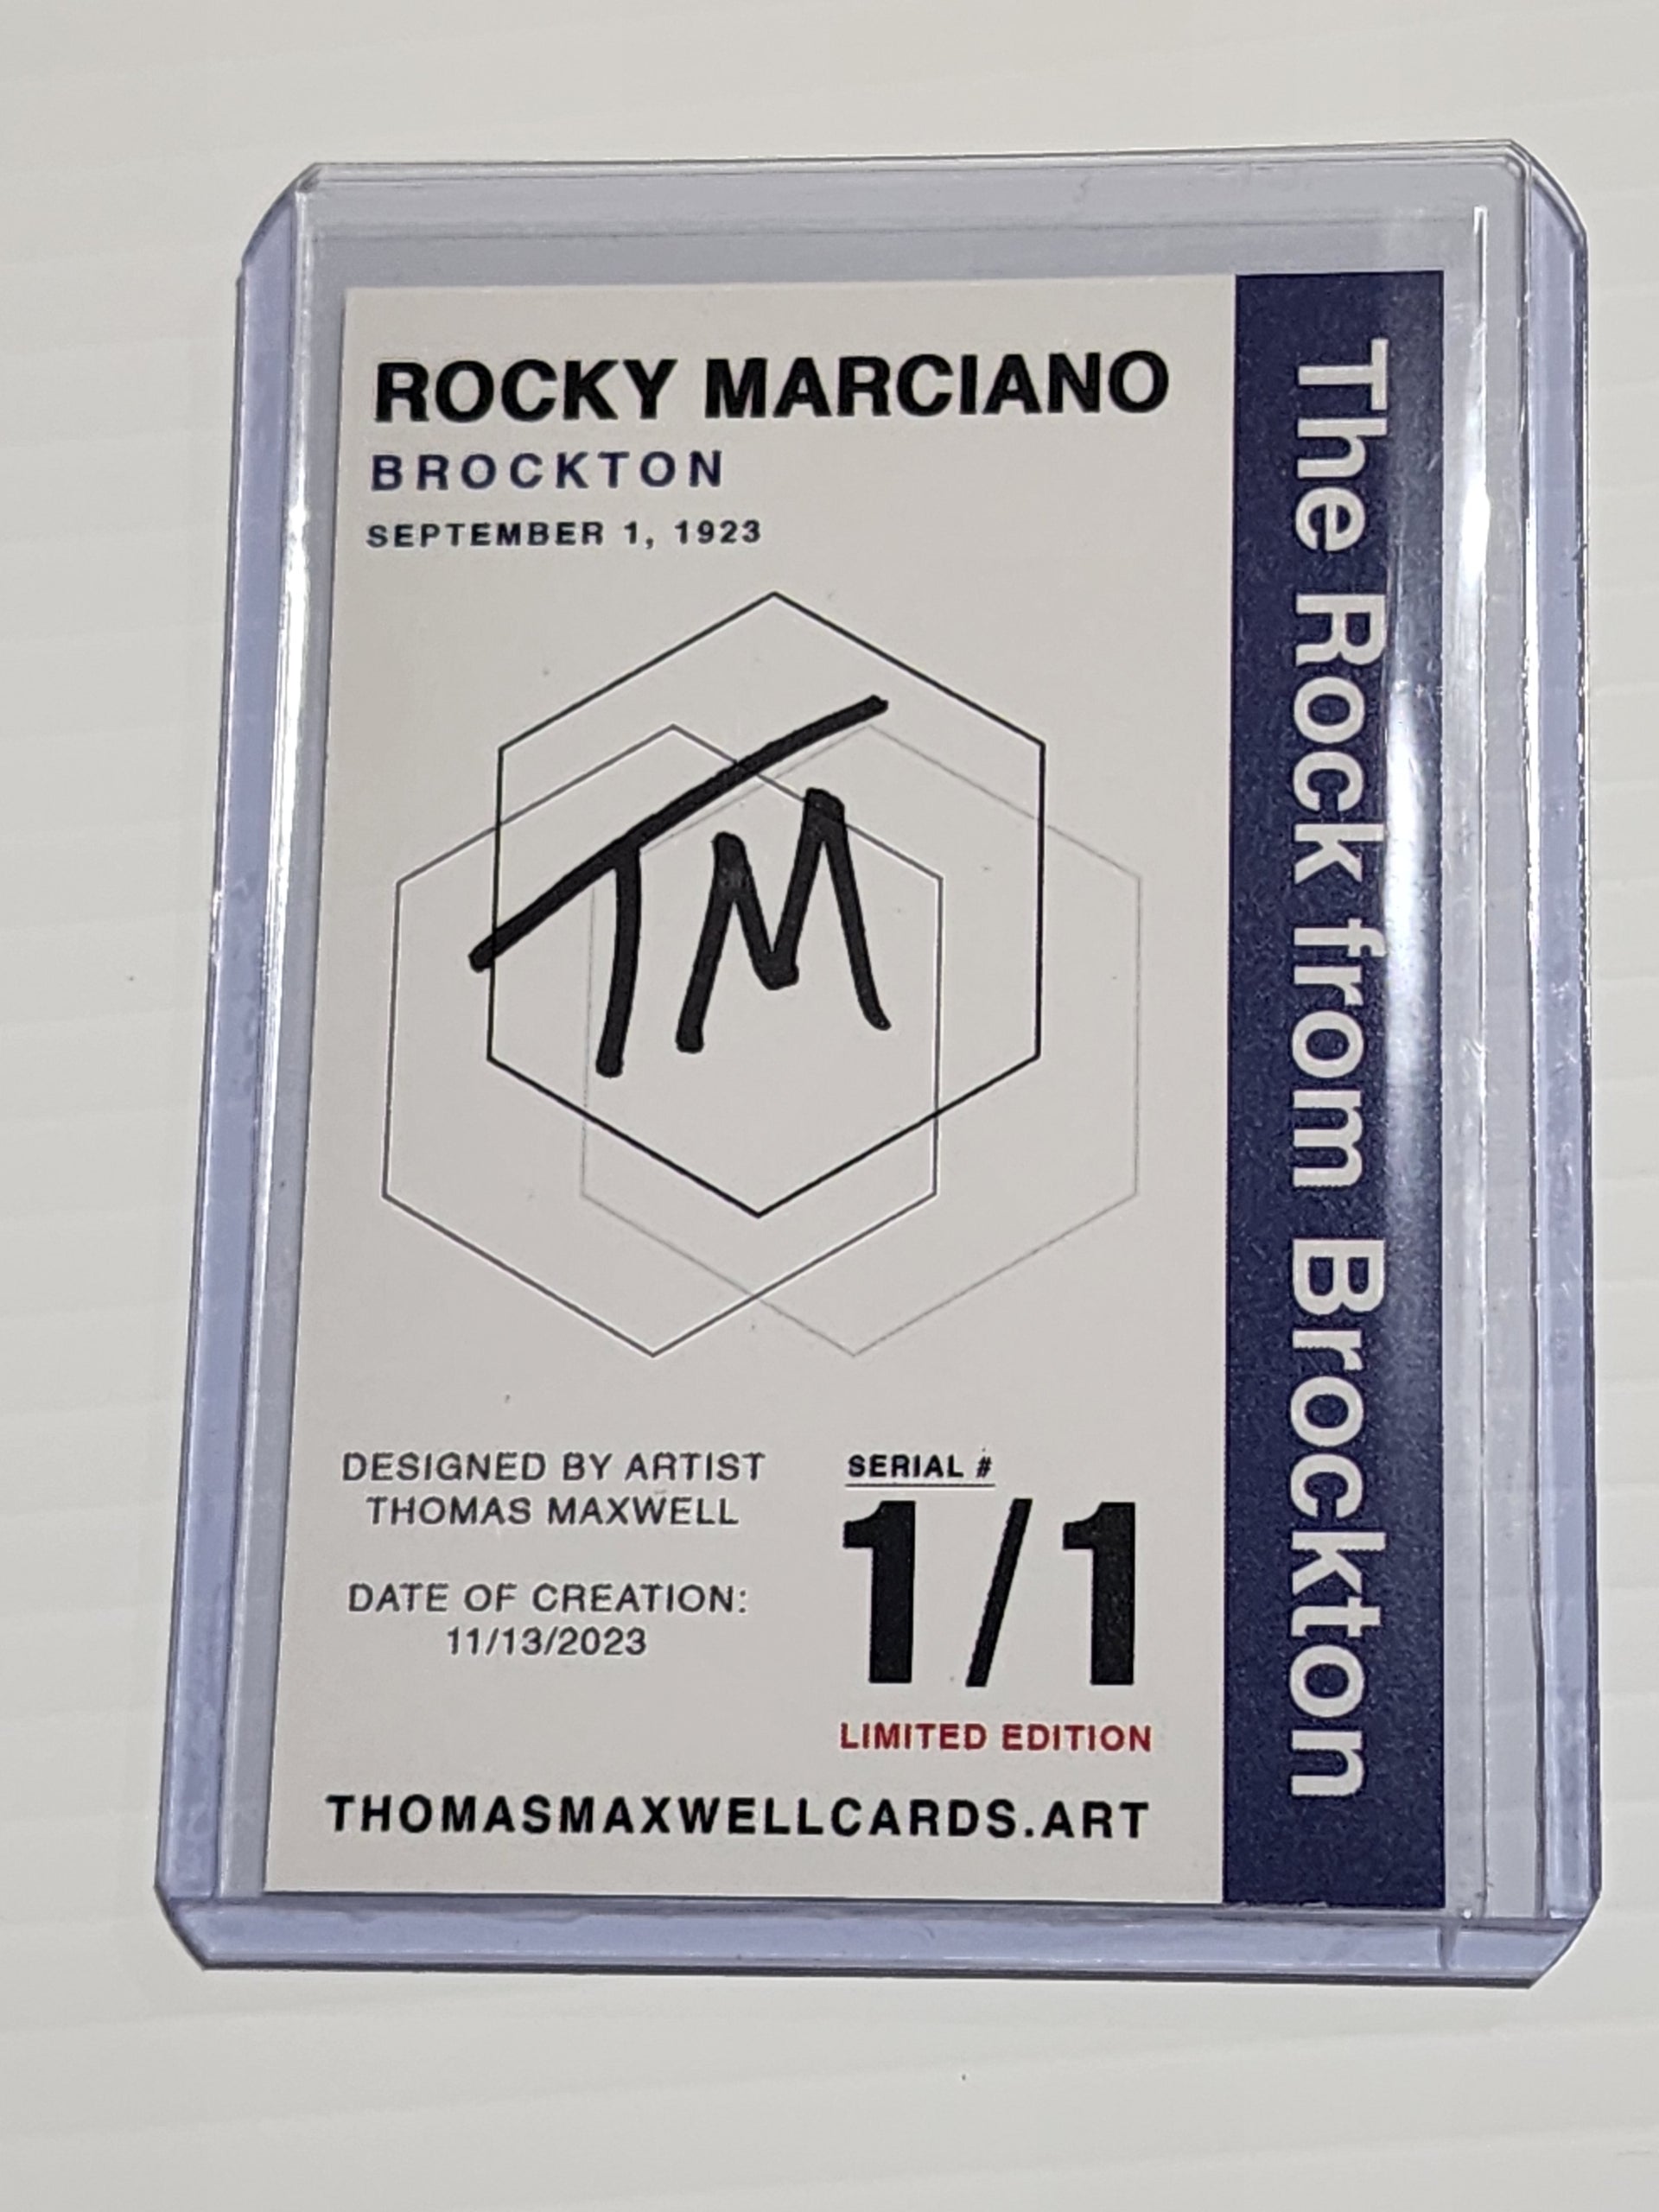 ROCKY MARCIANO
BROCKTON
SEPTEMBER 1, 1923
TM
DESIGNED BY ARTIST
THOMAS MAXWELL
DATE OF CREATION:
11/13/2023
SERIAL #
1/1
LIMITED EDITION
THOMASMAXWELLCARDS.ART
The Rock from Brockton